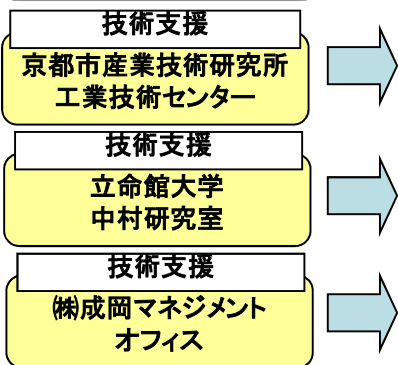 技術支援
京都市産業技術研究所
工業技術センター
技術支援
立命館大学
中村研究室
技術支援
㈱成岡マネジメント
オフィス